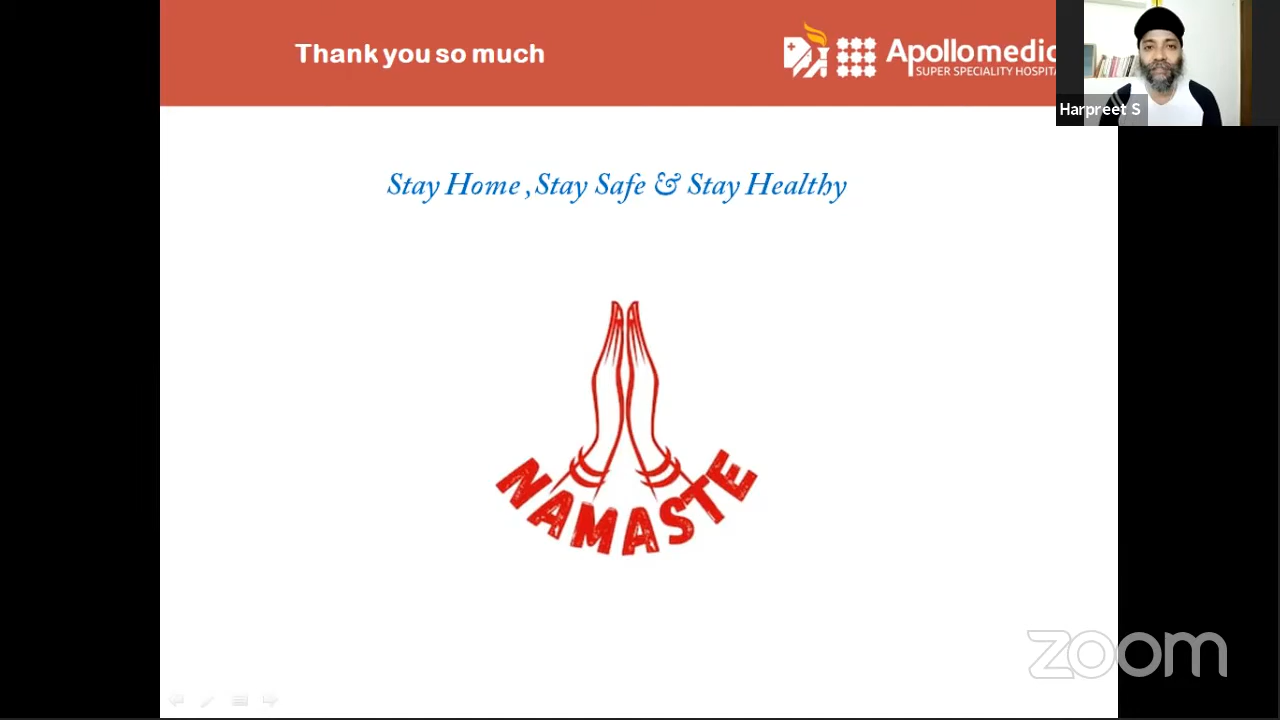 Thank you so much
Apollomedic
SUPER SPECIALITY HOSPITA
Harpreet S
Stay Home ,Stay Safe & Stay Healthy
NAMASTE
zoom